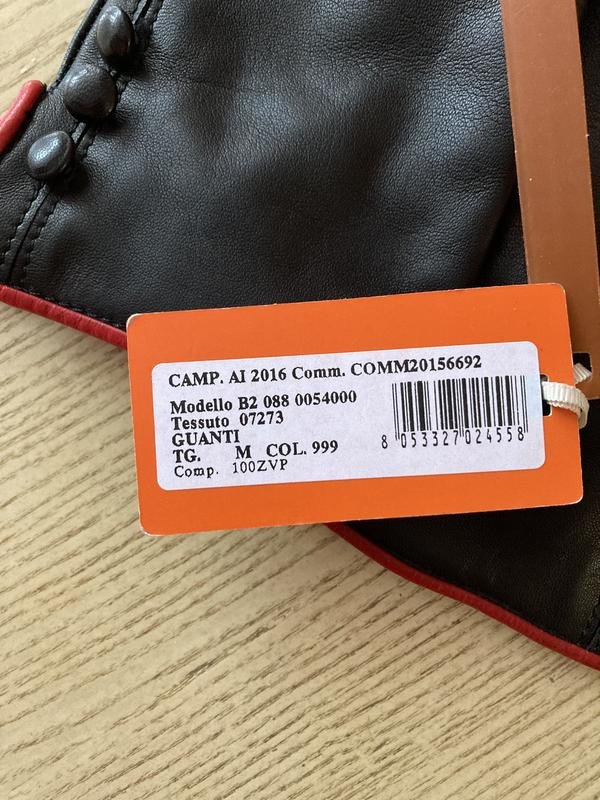 CAMP. AI 2016 Comm. COMM20156692
Modello B2 088 0054000
Tessuto 07273
GUANTI
TG. M COL. 999
Comp. 100ZVP
8 053327 024558